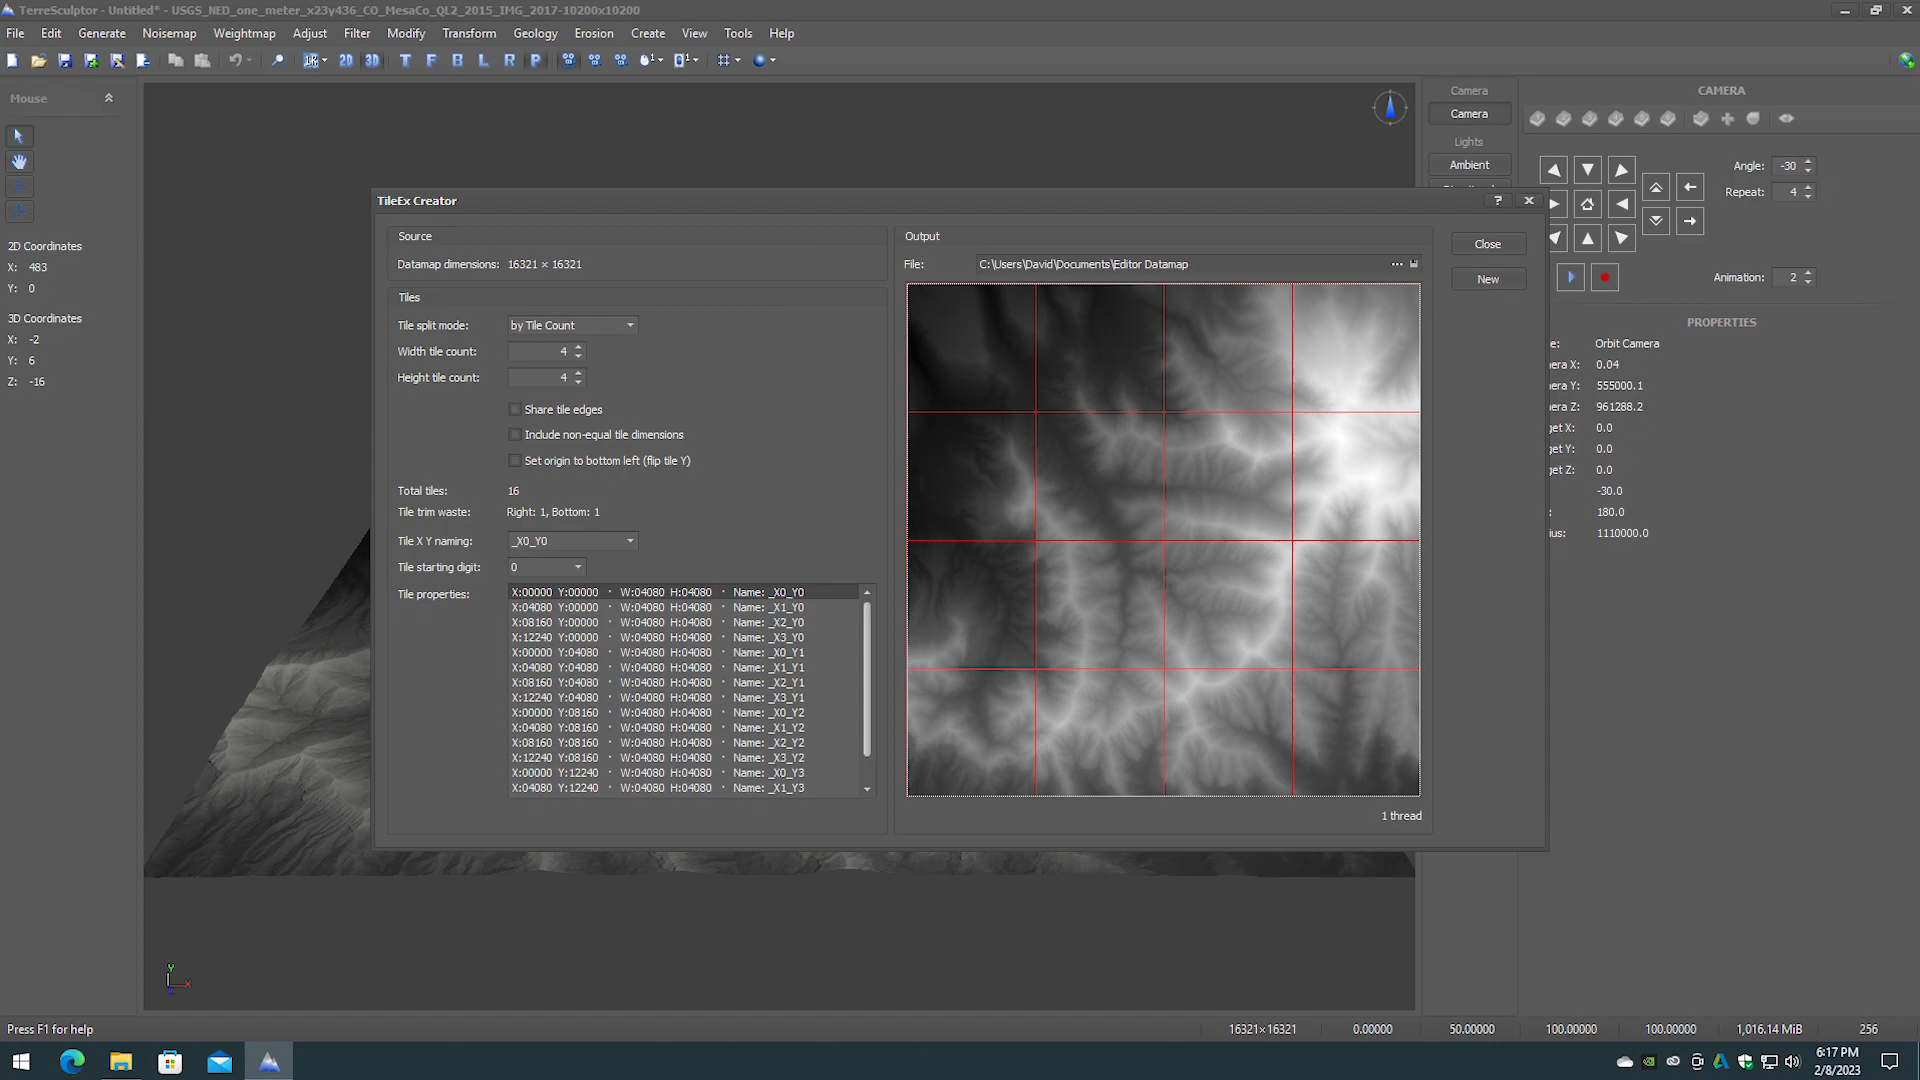 TerreSculptor - Untitled* - USGS_NED_one_meter_x23y436_CO_MesaCo_QL2_2015_IMG_2017-10200x10200
File Edit Generate Noisemap Weightmap Adjust Filter Modify Transform Geology Erosion Create View Tools Help
1K 2D 3D T F B L R P
Mouse
2D Coordinates
X: 483
Y: 0
3D Coordinates
X: -2
Y: 6
Z: -16
TileEx Creator
Source
Datamap dimensions: 16321 × 16321
Tiles
Tile split mode: by Tile Count
Width tile count: 4
Height tile count: 4
Share tile edges
Include non-equal tile dimensions
Set origin to bottom left (flip tile Y)
Total tiles: 16
Tile trim waste: Right: 1, Bottom: 1
Tile X Y naming: _X0_Y0
Tile starting digit: 0
Tile properties:
X:00000 Y:00000 · W:04080 H:04080 · Name: _X0_Y0
X:04080 Y:00000 · W:04080 H:04080 · Name: _X1_Y0
X:08160 Y:00000 · W:04080 H:04080 · Name: _X2_Y0
X:12240 Y:00000 · W:04080 H:04080 · Name: _X3_Y0
X:00000 Y:04080 · W:04080 H:04080 · Name: _X0_Y1
X:04080 Y:04080 · W:04080 H:04080 · Name: _X1_Y1
X:08160 Y:04080 · W:04080 H:04080 · Name: _X2_Y1
X:12240 Y:04080 · W:04080 H:04080 · Name: _X3_Y1
X:00000 Y:08160 · W:04080 H:04080 · Name: _X0_Y2
X:04080 Y:08160 · W:04080 H:04080 · Name: _X1_Y2
X:08160 Y:08160 · W:04080 H:04080 · Name: _X2_Y2
X:12240 Y:08160 · W:04080 H:04080 · Name: _X3_Y2
X:00000 Y:12240 · W:04080 H:04080 · Name: _X0_Y3
X:04080 Y:12240 · W:04080 H:04080 · Name: _X1_Y3
Output
File: C:\Users\David\Documents\Editor Datamap
1 thread
? 
Close
New
Camera
Camera
Lights
Ambient
CAMERA
Angle: -30
Repeat: 4
Animation: 2
PROPERTIES
e: Orbit Camera
era X: 0.04
era Y: 555000.1
era Z: 961288.2
get X: 0.0
get Y: 0.0
get Z: 0.0
-30.0
: 180.0
ius: 1110000.0
Y X
Press F1 for help
16321×16321 0.00000 50.00000 100.00000 100.00000 1,016.14 MiB 256
6:17 PM
2/8/2023